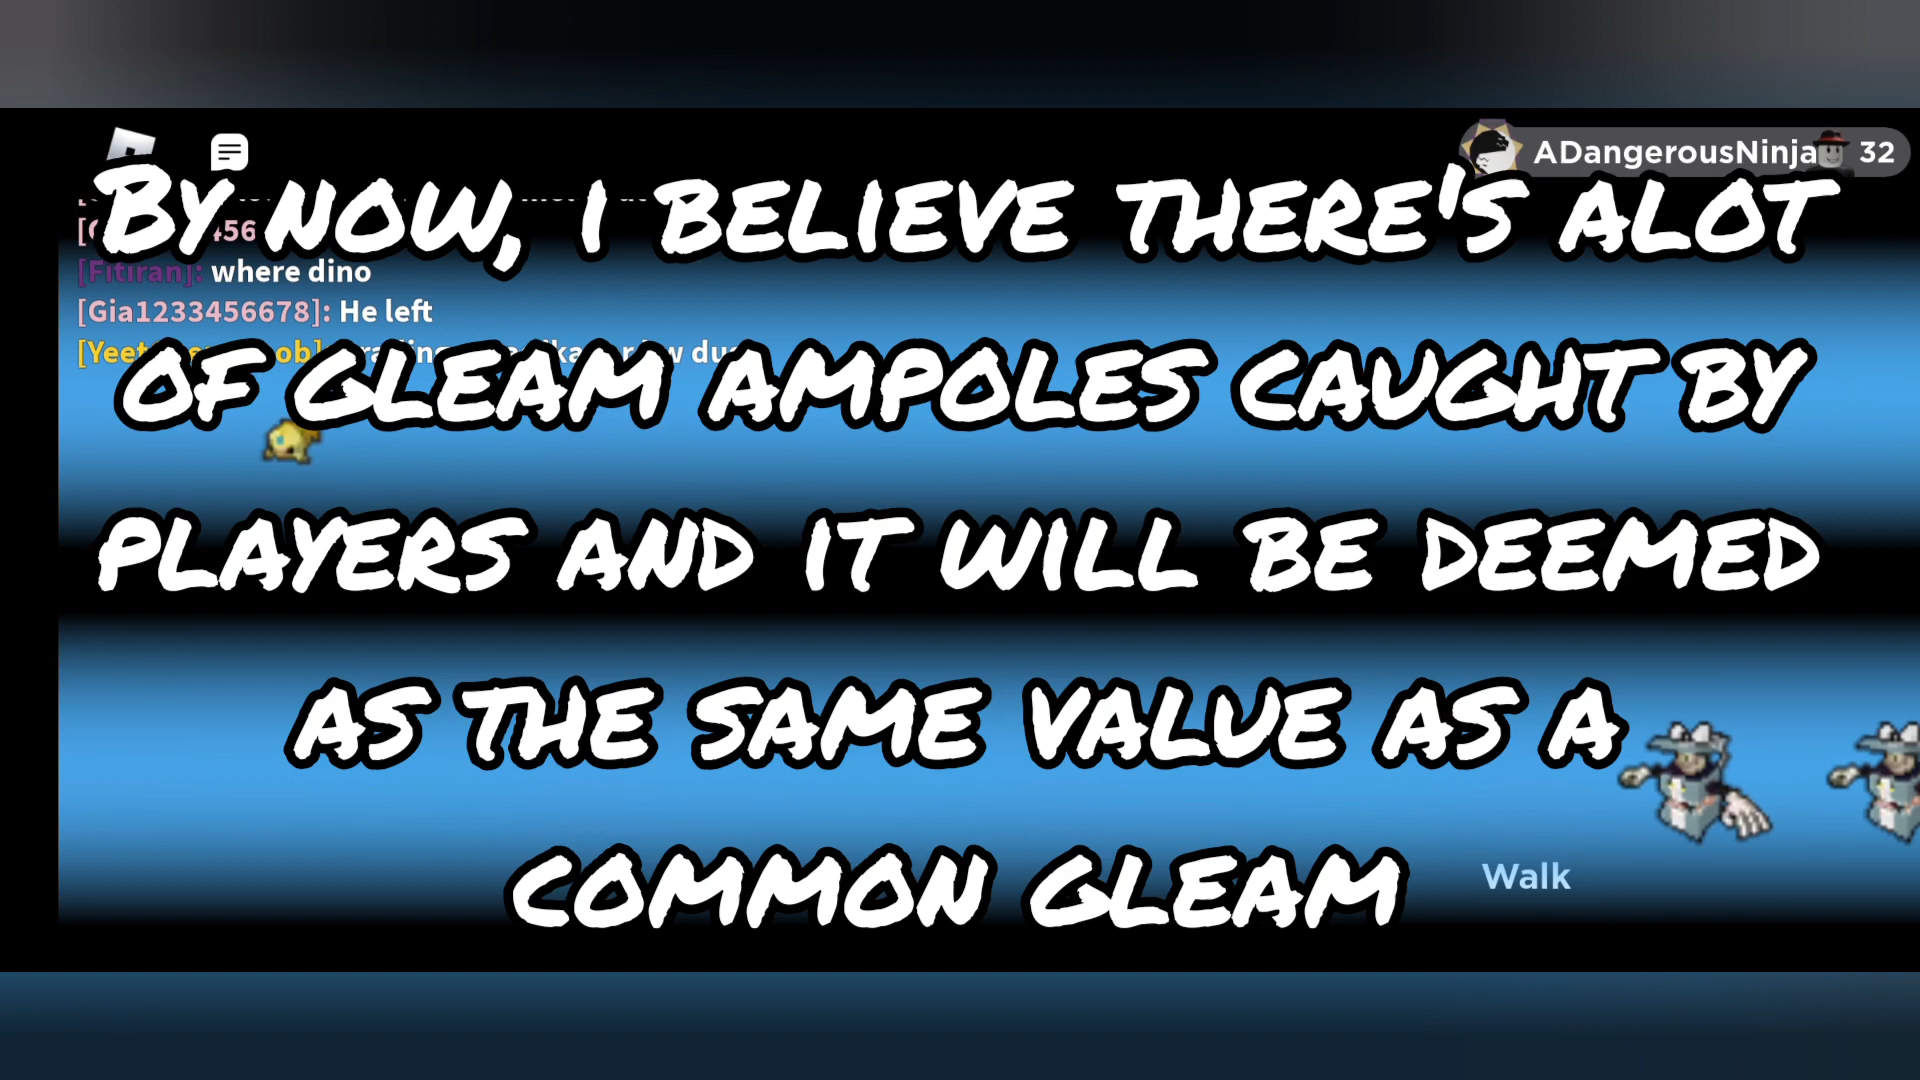 ADangerousNinja 32
By now, i believe there's alot
[Fitiran]: where dino
[Gia1233456678]: He left
of gleam ampoles caught by
players and it will be deemed
as the same value as a
common gleam
Walk